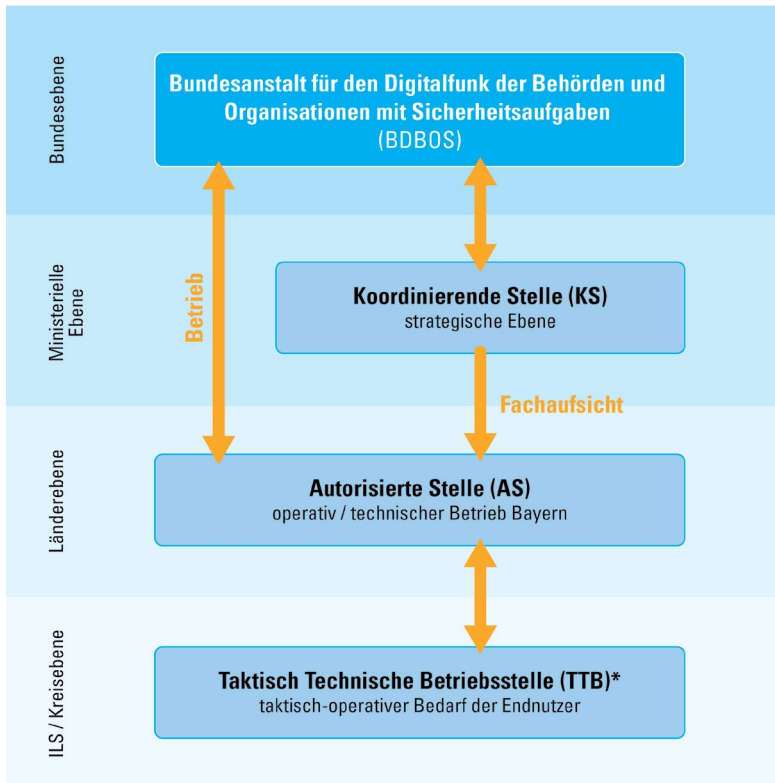 Bundesebene
Bundesanstalt für den Digitalfunk der Behörden und
Organisationen mit Sicherheitsaufgaben
(BDBOS)
Ministerielle
Ebene
Betrieb
Koordinierende Stelle (KS)
strategische Ebene
Fachaufsicht
Länderrebene
Autorisierte Stelle (AS)
operativ / technischer Betrieb Bayern
ILS / Kreisebene
Taktisch Technische Betriebsstelle (TTB)*
taktisch-operativer Bedarf der Endnutzer